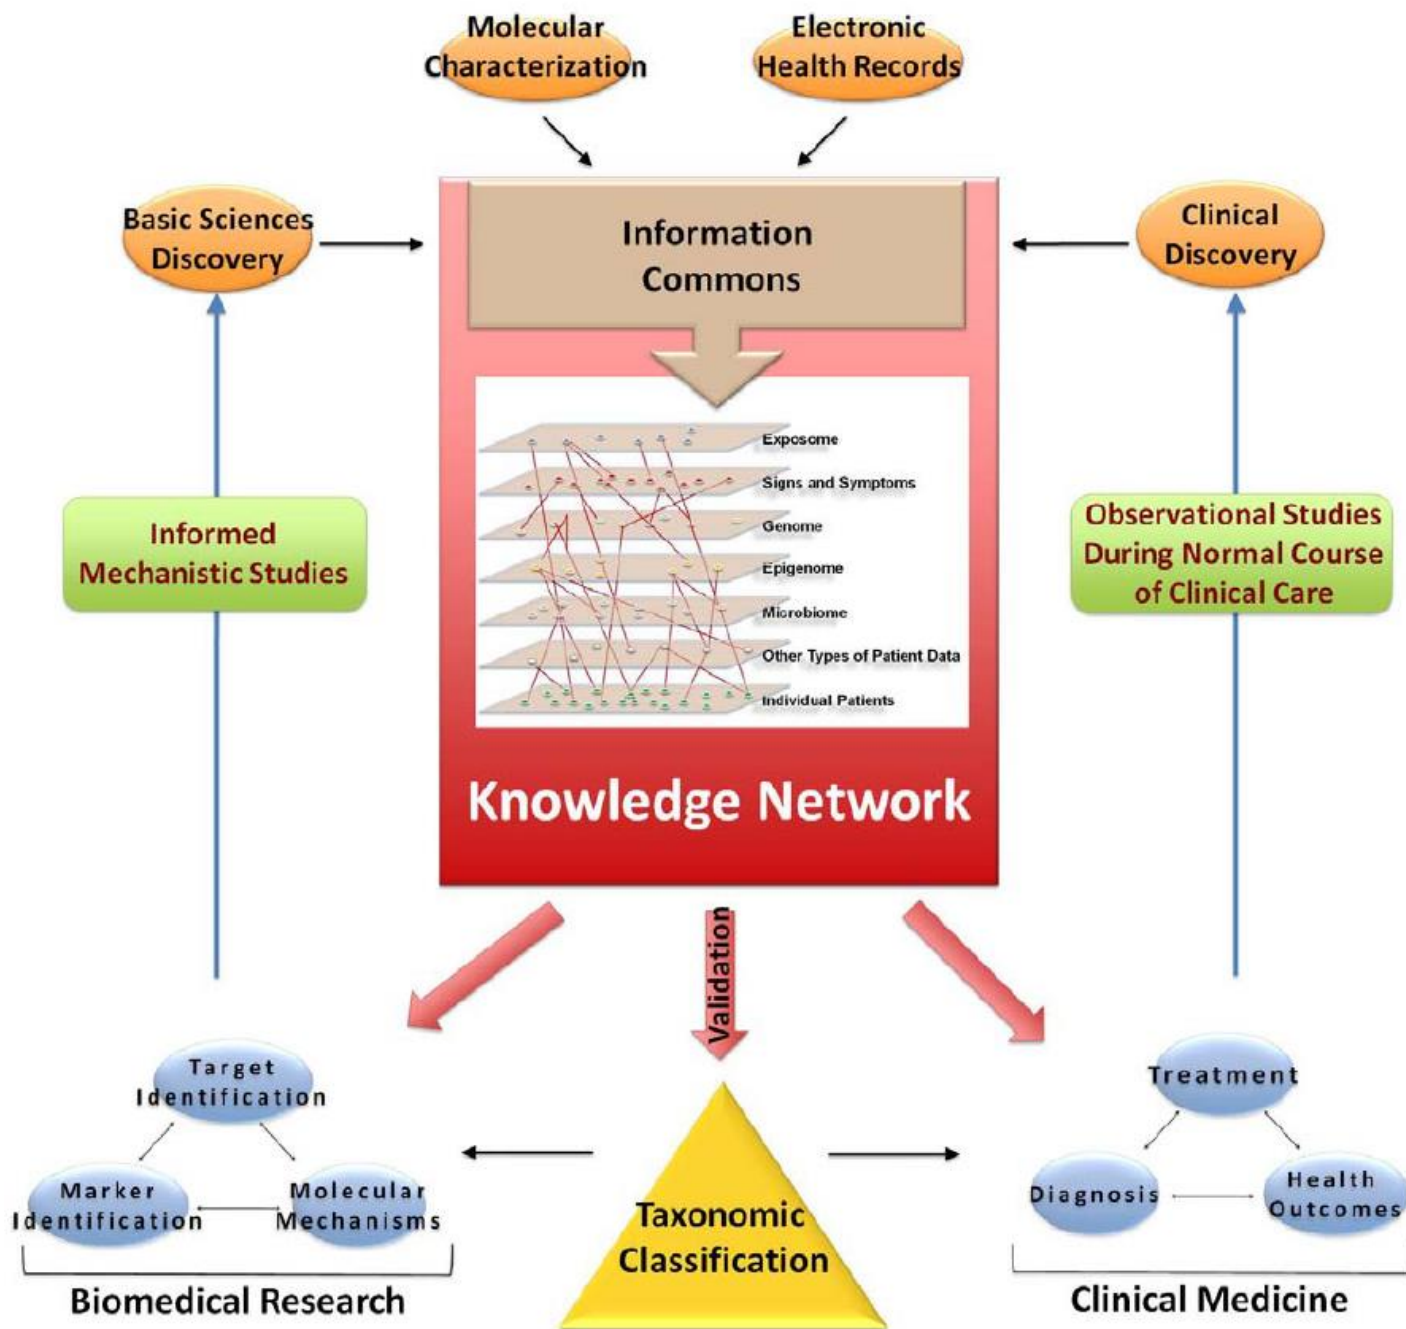 Molecular
Characterization
Electronic
Health Records
Basic Sciences
Discovery
Information
Commons
Clinical
Discovery
Exposome
Signs and Symptoms
Genome
Epigenome
Microbiome
Other Types of Patient Data
Individual Patients
Informed
Mechanistic Studies
Observational Studies
During Normal Course
of Clinical Care
Knowledge Network
Validation
Target
Identification
Marker
Identification
Molecular
Mechanisms
Biomedical Research
Taxonomic
Classification
Treatment
Diagnosis
Health
Outcomes
Clinical Medicine